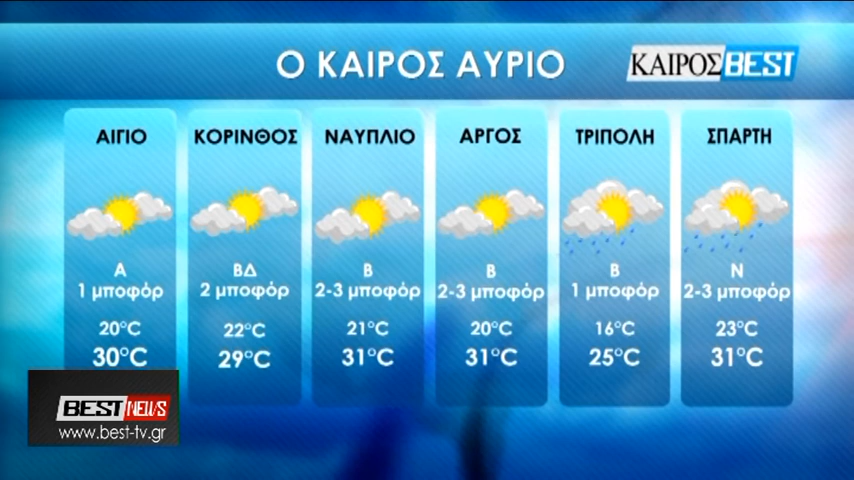 Ο ΚΑΙΡΟΣ ΑΥΡΙΟ
ΚΑΙΡΟΣ BEST
ΑΙΓΙΟ
Α
1 μποφόρ
20°C
30°C
ΚΟΡΙΝΘΟΣ
ΒΔ
2 μποφόρ
22°C
29°C
ΝΑΥΠΛΙΟ
Β
2-3 μποφόρ
21°C
31°C
ΑΡΓΟΣ
Β
2-3 μποφόρ
20°C
31°C
ΤΡΙΠΟΛΗ
Β
1 μποφόρ
16°C
25°C
ΣΠΑΡΤΗ
Ν
2-3 μποφόρ
23°C
31°C
BEST NEWS
www.best-tv.gr